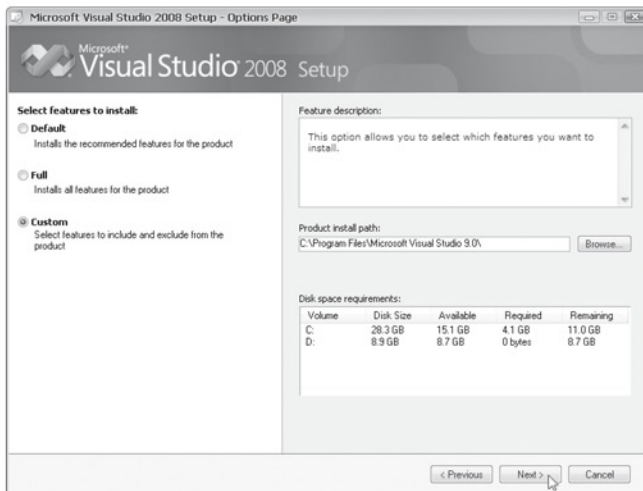 Microsoft Visual Studio 2008 Setup - Options Page
Microsoft®
Visual Studio® 2008 Setup
Select features to install:
Default
Installs the recommended features for the product
Full
Installs all features for the product
Custom
Select features to include and exclude from the
product
Feature description:
This option allows you to select which features you want to
install.
Product install path:
C:\Program Files\Microsoft Visual Studio 9.0\
Browse...
Disk space requirements:
Volume Disk Size Available Required Remaining
C: 28.3 GB 15.1 GB 4.1 GB 11.0 GB
D: 8.9 GB 8.7 GB 0 bytes 8.7 GB
< Previous Next > Cancel